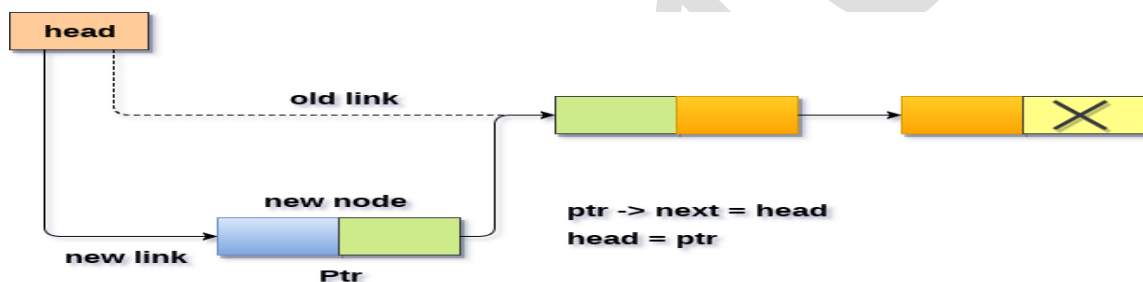 head
old link
new node
ptr -> next = head
head = ptr
new link
Ptr